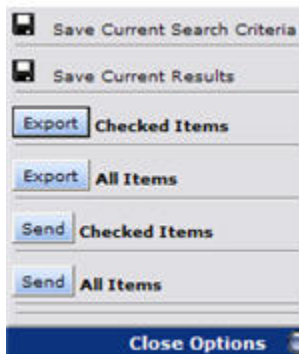 Save Current Search Criteria
Save Current Results
Export Checked Items
Export All Items
Send Checked Items
Send All Items
Close Options